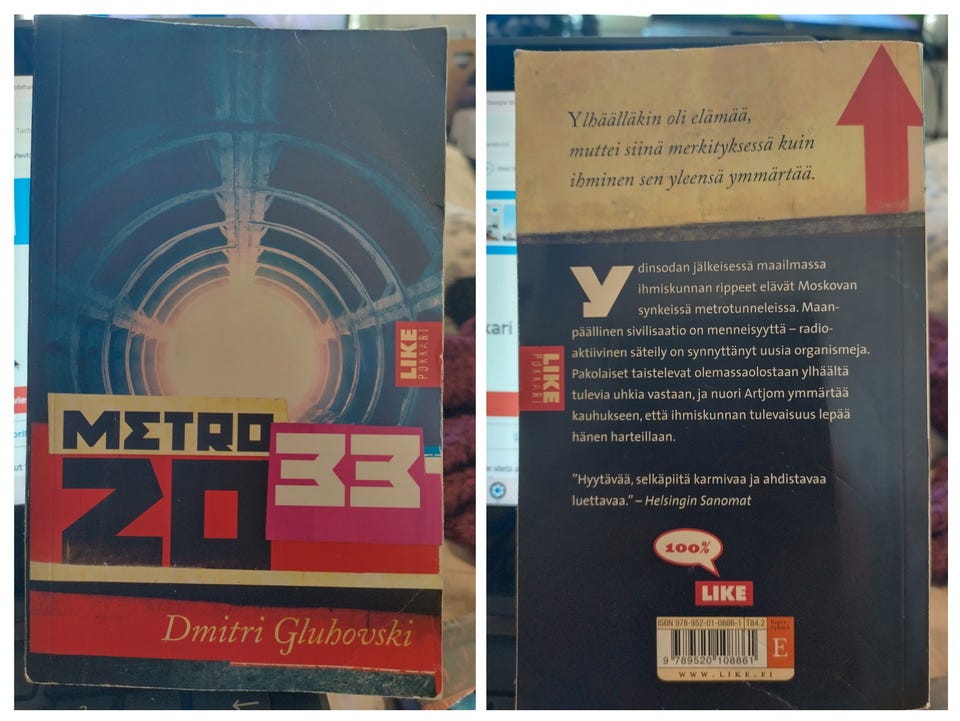 LIKE
POKKARI
METRO
2033
Dmitri Gluhovski
Ylhäälläkin oli elämää,
muttei siinä merkityksessä kuin
ihminen sen yleensä ymmärtää.
Ydinsodan jälkeisessä maailmassa
ihmiskunnan rippeet elävät Moskovan
synkeissä metrotunneleissa. Maan-
päällinen sivilisaatio on menneisyyttä – radio-
aktiivinen säteily on synnyttänyt uusia organismeja.
Pakolaiset taistelevat olemassaolostaan ylhäältä
tulevia uhkia vastaan, ja nuori Artjom ymmärtää
kauhukseen, että ihmiskunnan tulevaisuus lepää
hänen harteillaan.
LIKE
POKKARI
"Hyytävää, selkäpiitä karmivaa ja ahdistavaa
luettavaa." – Helsingin Sanomat
100%
LIKE
ISBN 978-952-01-0886-1 T84.2
E
9 789520 108861
WWW.LIKE.FI